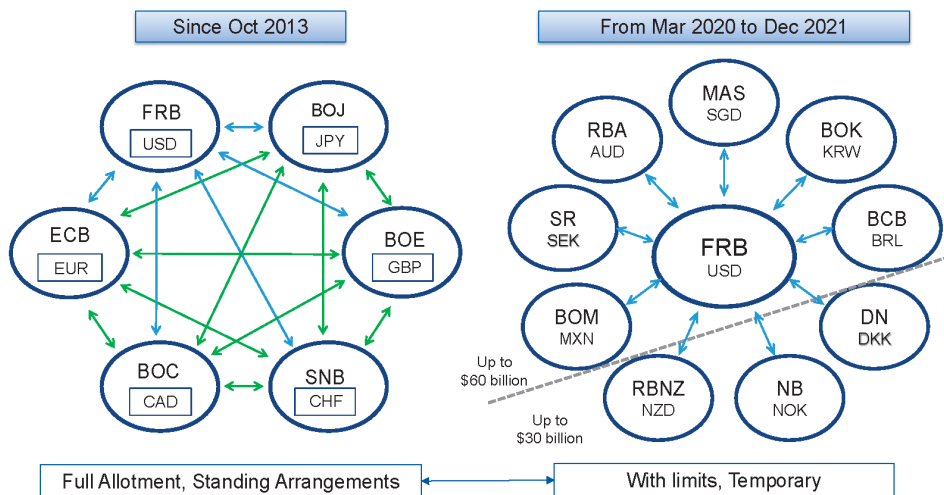 Since Oct 2013
FRB
USD
BOJ
JPY
ECB
EUR
BOE
GBP
BOC
CAD
SNB
CHF
Full Allotment, Standing Arrangements
From Mar 2020 to Dec 2021
MAS
SGD
RBA
AUD
BOK
KRW
SR
SEK
BCB
BRL
FRB
USD
BOM
MXN
DN
DKK
RBNZ
NZD
NB
NOK
Up to
$60 billion
Up to
$30 billion
With limits, Temporary